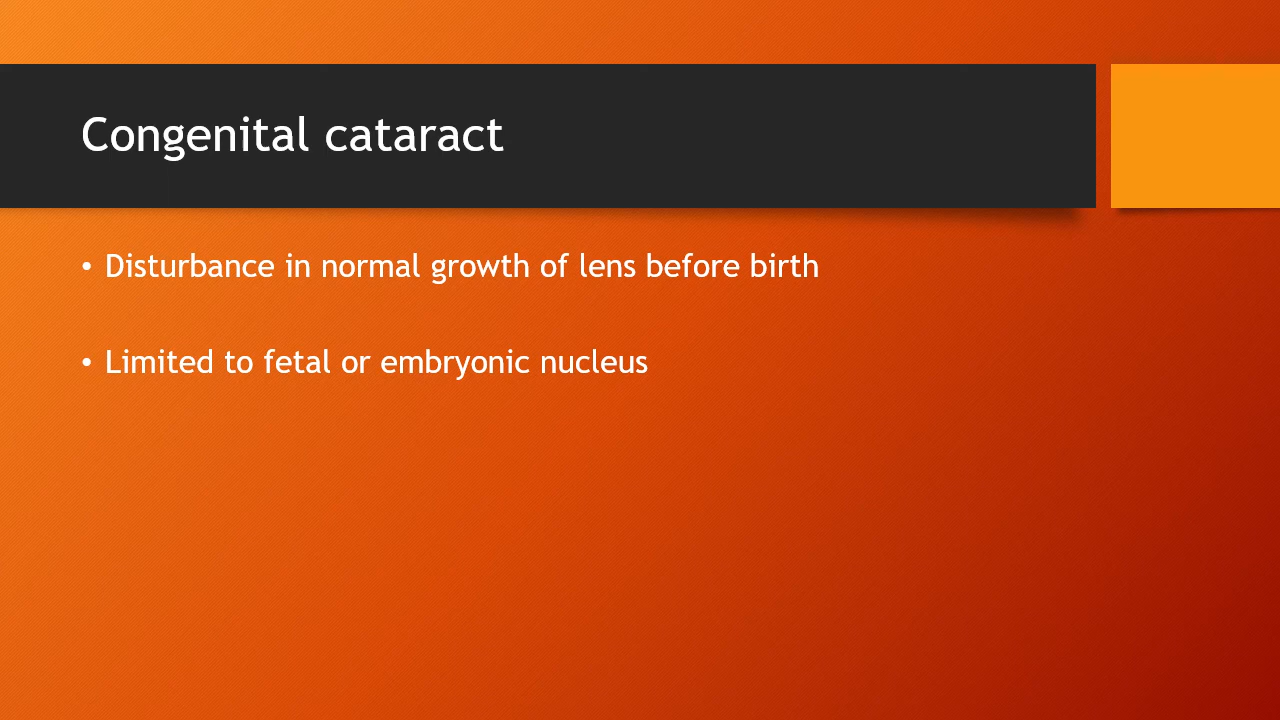 Congenital cataract
• Disturbance in normal growth of lens before birth
• Limited to fetal or embryonic nucleus